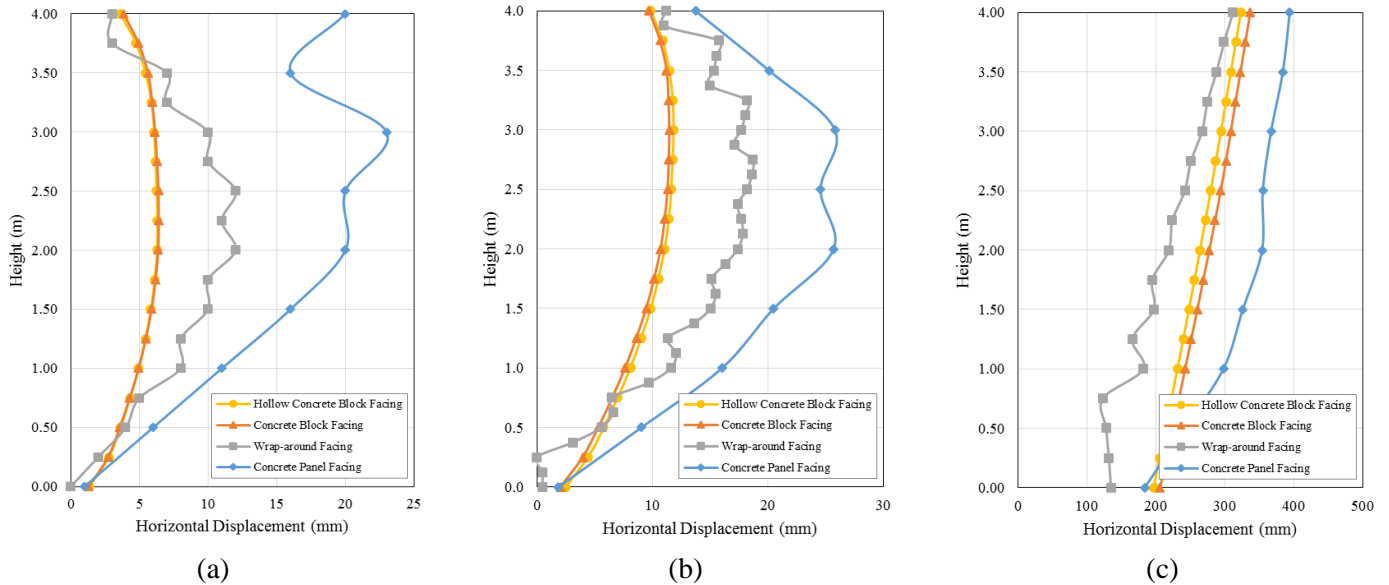 4.00
3.50
3.00
2.50
2.00
1.50
1.00
0.50
0.00
Height (m)
0
5
10
15
20
25
Horizontal Displacement (mm)
Hollow Concrete Block Facing
Concrete Block Facing
Wrap-around Facing
Concrete Panel Facing
(a)
4.0
3.5
3.0
2.5
2.0
1.5
1.0
0.5
0.0
Height (m)
0
10
20
30
Horizontal Displacement (mm)
Hollow Concrete Block Facing
Concrete Block Facing
Wrap-around Facing
Concrete Panel Facing
(b)
4.00
3.50
3.00
2.50
2.00
1.50
1.00
0.50
0.00
Height (m)
0
100
200
300
400
500
Horizontal Displacement (mm)
Hollow Concrete Block Facing
Concrete Block Facing
Wrap-around Facing
Concrete Panel Facing
(c)